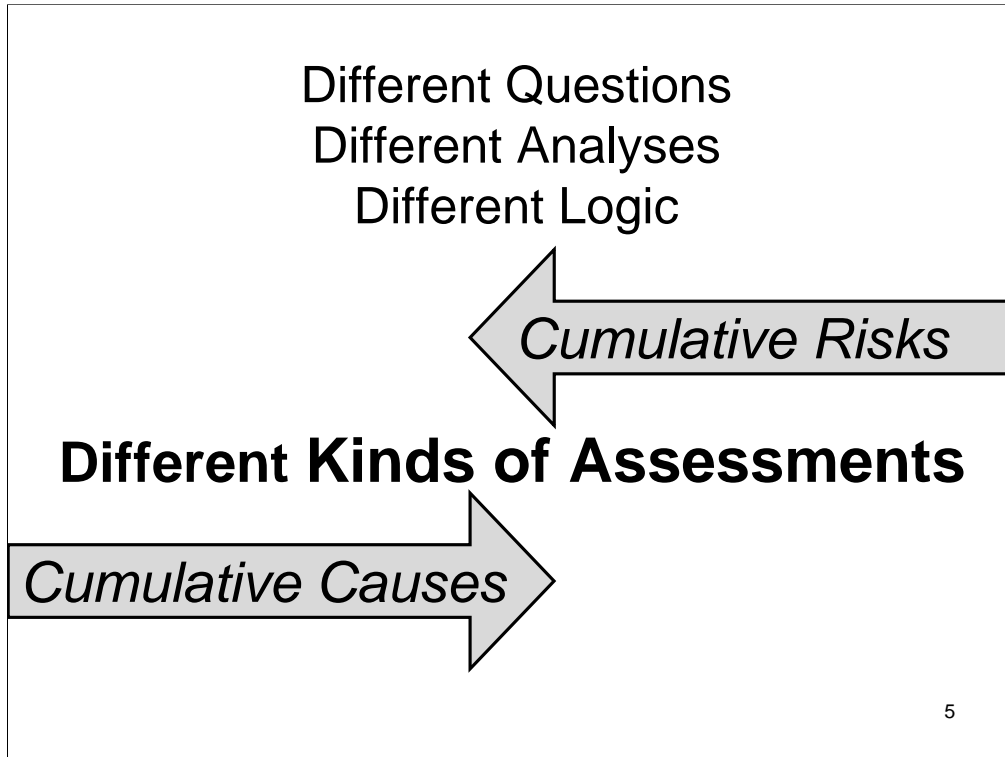 Different Questions
Different Analyses
Different Logic
Cumulative Risks
Different Kinds of Assessments
Cumulative Causes
5